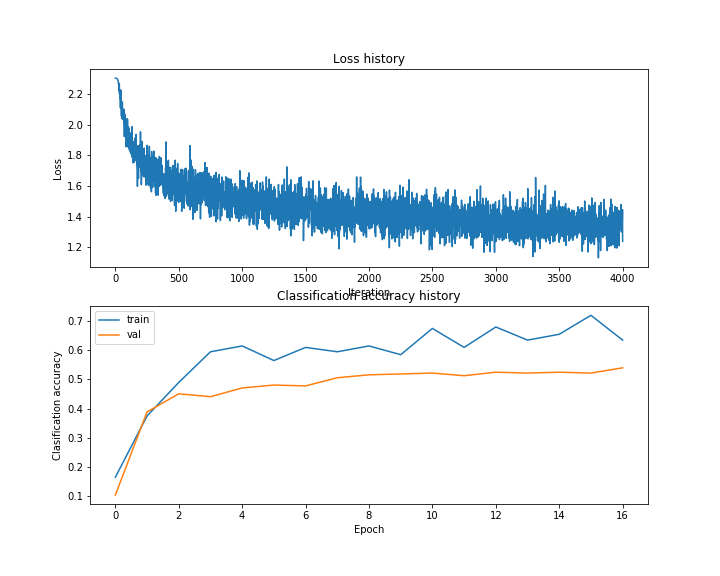 Loss history
Loss
2.2
2.0
1.8
1.6
1.4
1.2
0 500 1000 1500 2000 2500 3000 3500 4000
Iteration
Classification accuracy history
Clasification accuracy
train
val
0.7
0.6
0.5
0.4
0.3
0.2
0.1
0 2 4 6 8 10 12 14 16
Epoch